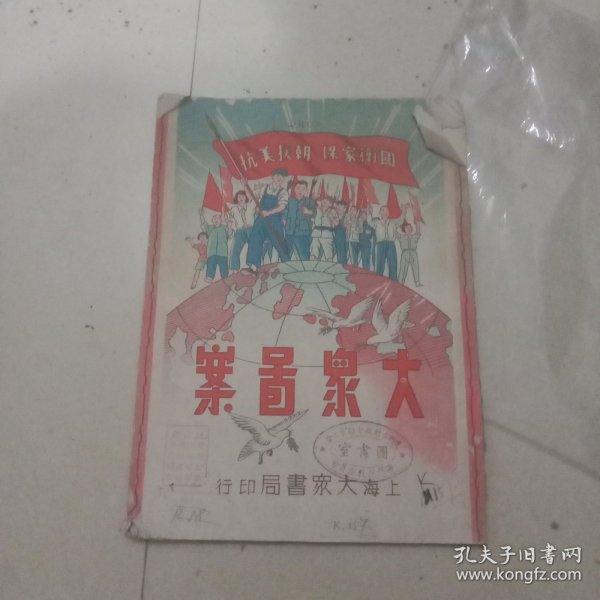 抗美援朝 保家衛國
大眾啚案
圖書室
上海大眾書局印行
孔夫子旧书网
www.kongfz.com